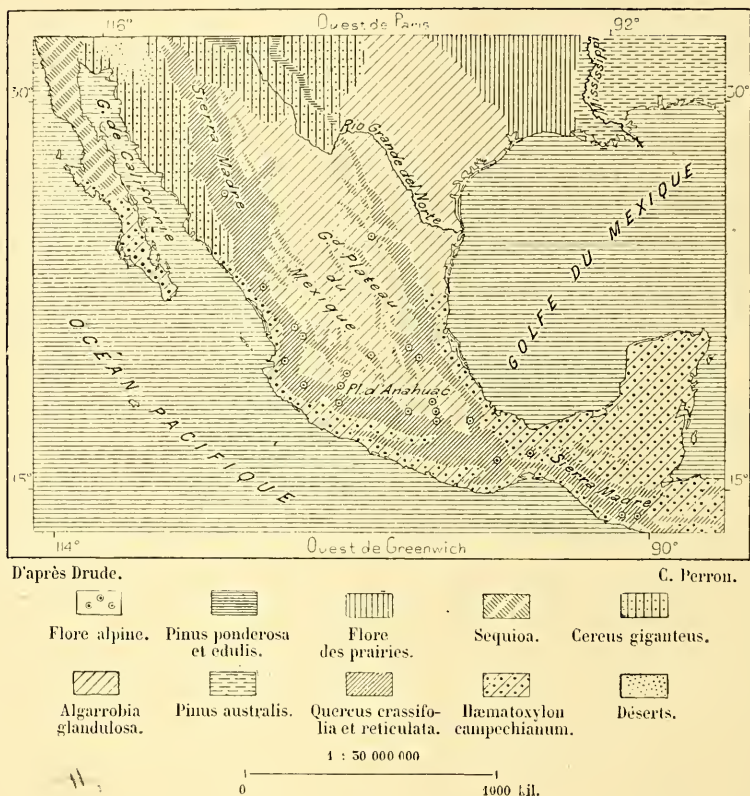 116° Ouest de Paris 92°
30° 30°
Mississippi
Sierra Madre
G. de Californie
Rio Grande del Norte
GOLFE DU MEXIQUE
Gd Plateau
du
Mexique
OCÉAN PACIFIQUE
Pl. d'Anahuac
Sierra Madre
15° 15°
114° Ouest de Greenwich 90°
D'après Drude. C. Perron.
Flore alpine. Pinus ponderosa et edulis. Flore des prairies. Sequioa. Cereus giganteus.
Algarrobia glandulosa. Pinus australis. Quercus crassifolia et reticulata. Hæmatoxylon campechianum. Déserts.
1 : 30 000 000
0 1000 kil.